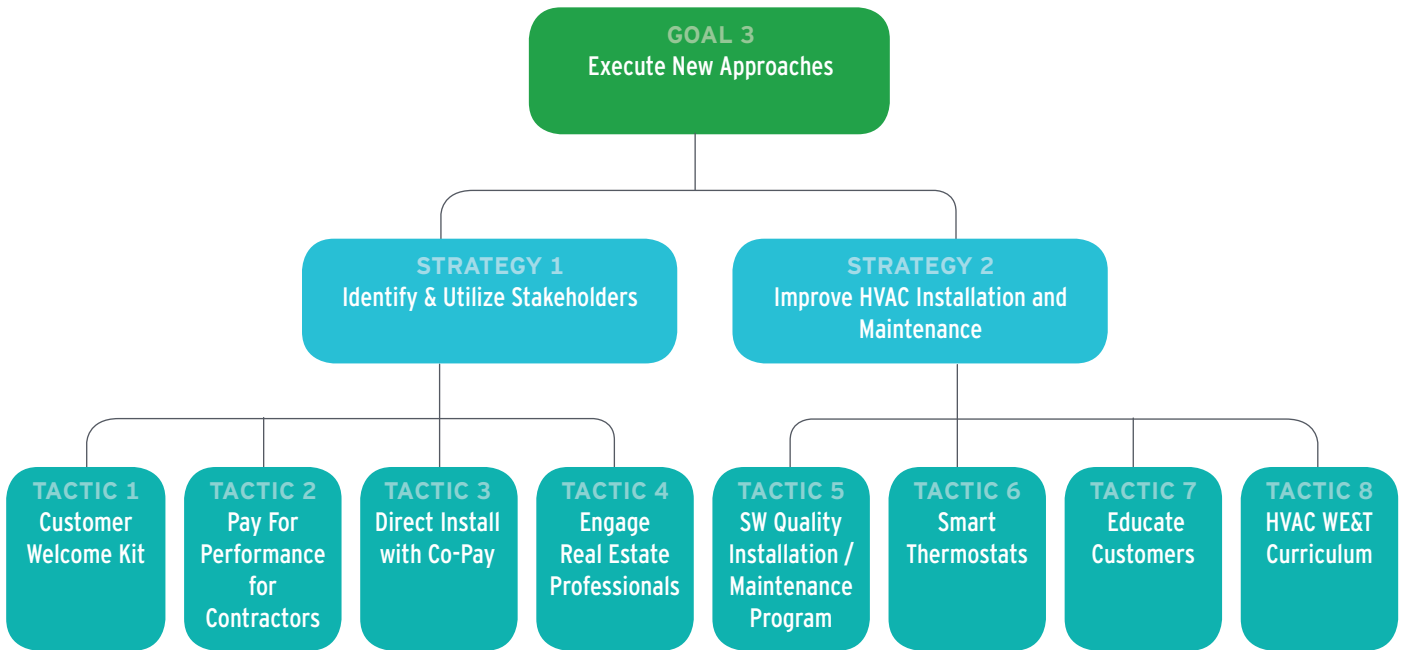 GOAL 3
Execute New Approaches
STRATEGY 1
Identify & Utilize Stakeholders
STRATEGY 2
Improve HVAC Installation and
Maintenance
TACTIC 1
Customer
Welcome Kit
TACTIC 2
Pay For
Performance
for
Contractors
TACTIC 3
Direct Install
with Co-Pay
TACTIC 4
Engage
Real Estate
Professionals
TACTIC 5
SW Quality
Installation /
Maintenance
Program
TACTIC 6
Smart
Thermostats
TACTIC 7
Educate
Customers
TACTIC 8
HVAC WE&T
Curriculum